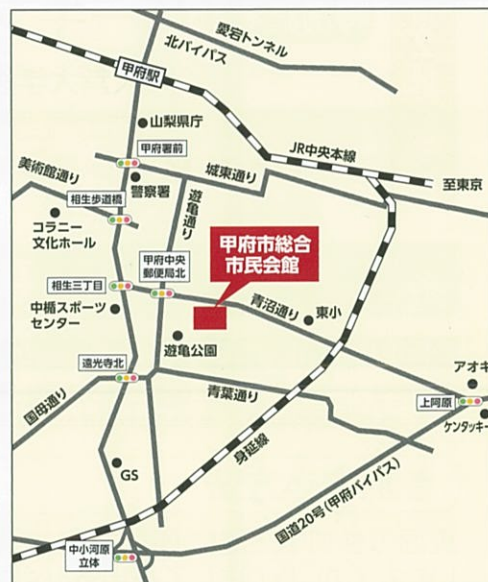 愛宕トンネル
北バイパス
甲府駅
山梨県庁
甲府署前
JR中央本線
城東通り
至東京
美術館通り
警察署
遊亀通り
相生歩道橋
コラニー
文化ホール
甲府市総合
市民会館
甲府中央
郵便局北
相生三丁目
青沼通り
東小
中楯スポーツ
センター
遊亀公園
遠光寺北
アオキ
青葉通り
上阿原
国母通り
ケンタッキー
身延線
GS
国道20号(甲府バイパス)
中小河原
立体